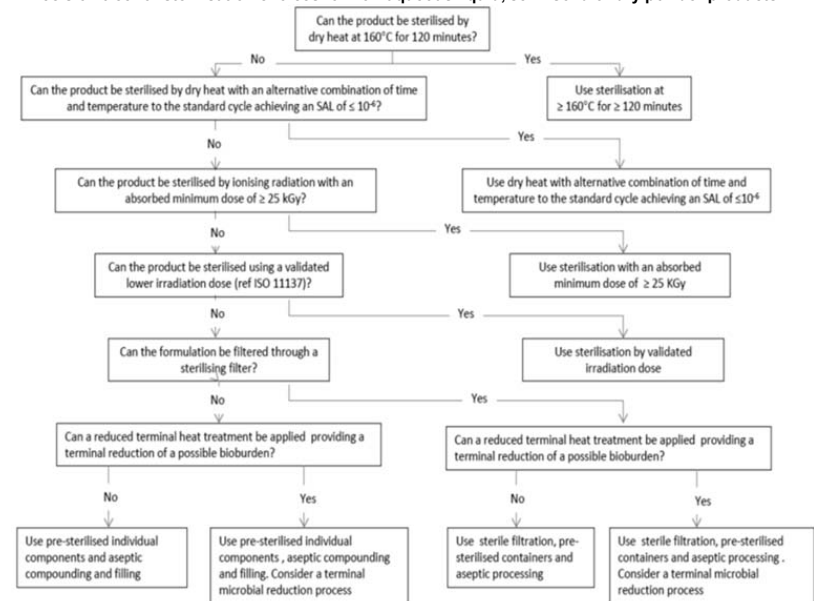 Can the product be sterilised by
dry heat at 160°C for 120 minutes?
No
Yes
Can the product be sterilised by dry heat with an alternative combination of time
and temperature to the standard cycle achieving an SAL of ≤ 10⁻⁶?
Use sterilisation at
≥ 160°C for ≥ 120 minutes
No
Yes
Can the product be sterilised by ionising radiation with an
absorbed minimum dose of ≥ 25 kGy?
Use dry heat with alternative combination of time and
temperature to the standard cycle achieving an SAL of ≤10⁻⁶
No
Yes
Can the product be sterilised using a validated
lower irradiation dose (ref ISO 11137)?
Use sterilisation with an absorbed
minimum dose of ≥ 25 KGy
No
Yes
Can the formulation be filtered through a
sterilising filter?
Use sterilisation by validated
irradiation dose
No
Yes
Can a reduced terminal heat treatment be applied providing a
terminal reduction of a possible bioburden?
Can a reduced terminal heat treatment be applied providing a
terminal reduction of a possible bioburden?
No
Yes
No
Yes
Use pre-sterilised individual
components and aseptic
compounding and filling
Use pre-sterilised individual
components , aseptic compounding
and filling. Consider a terminal
microbial reduction process
Use sterile filtration, pre-
sterilised containers and
aseptic processing
Use sterile filtration, pre-sterilised
containers and aseptic processing .
Consider a terminal microbial
reduction process